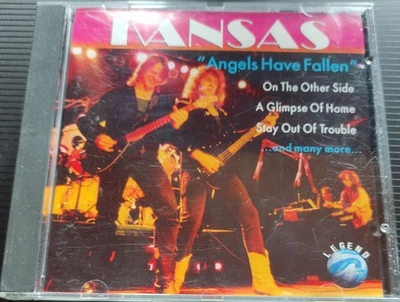 KANSAS
"Angels Have Fallen"
On The Other Side
A Glimpse Of Home
Stay Out Of Trouble
...and many more...
LEGEND